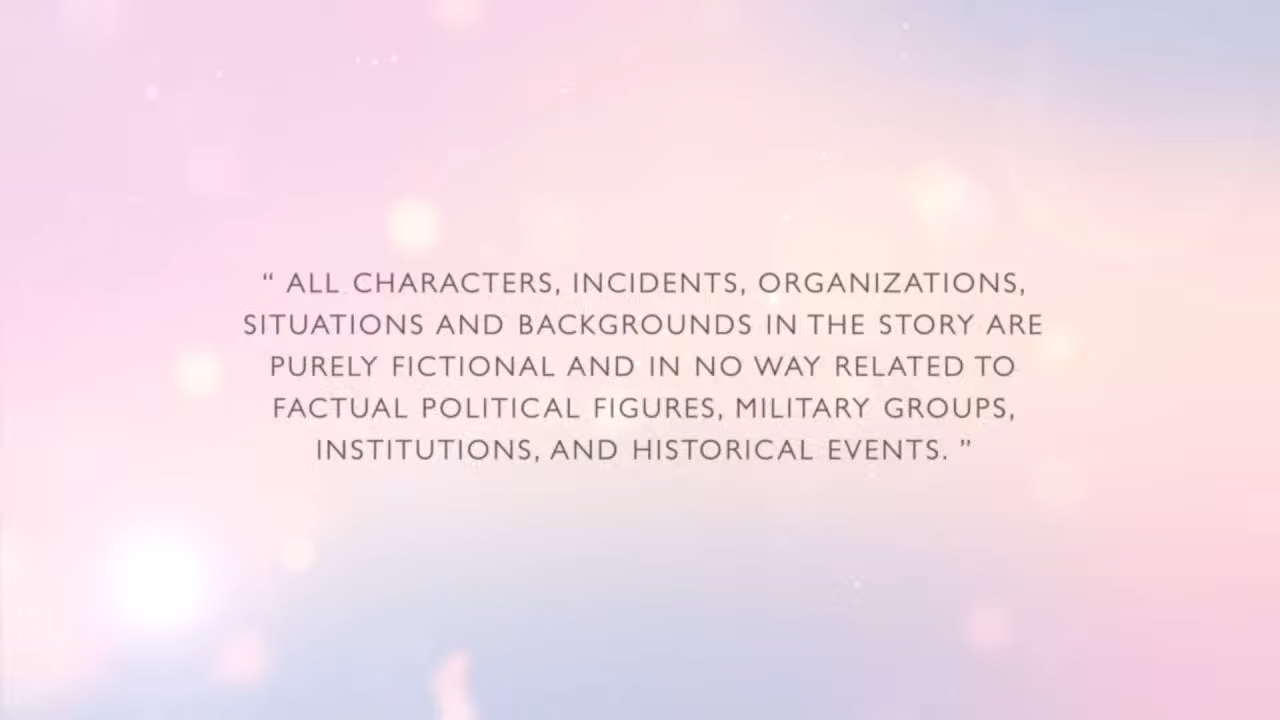 “ ALL CHARACTERS, INCIDENTS, ORGANIZATIONS,
SITUATIONS AND BACKGROUNDS IN THE STORY ARE
PURELY FICTIONAL AND IN NO WAY RELATED TO
FACTUAL POLITICAL FIGURES, MILITARY GROUPS,
INSTITUTIONS, AND HISTORICAL EVENTS. ”